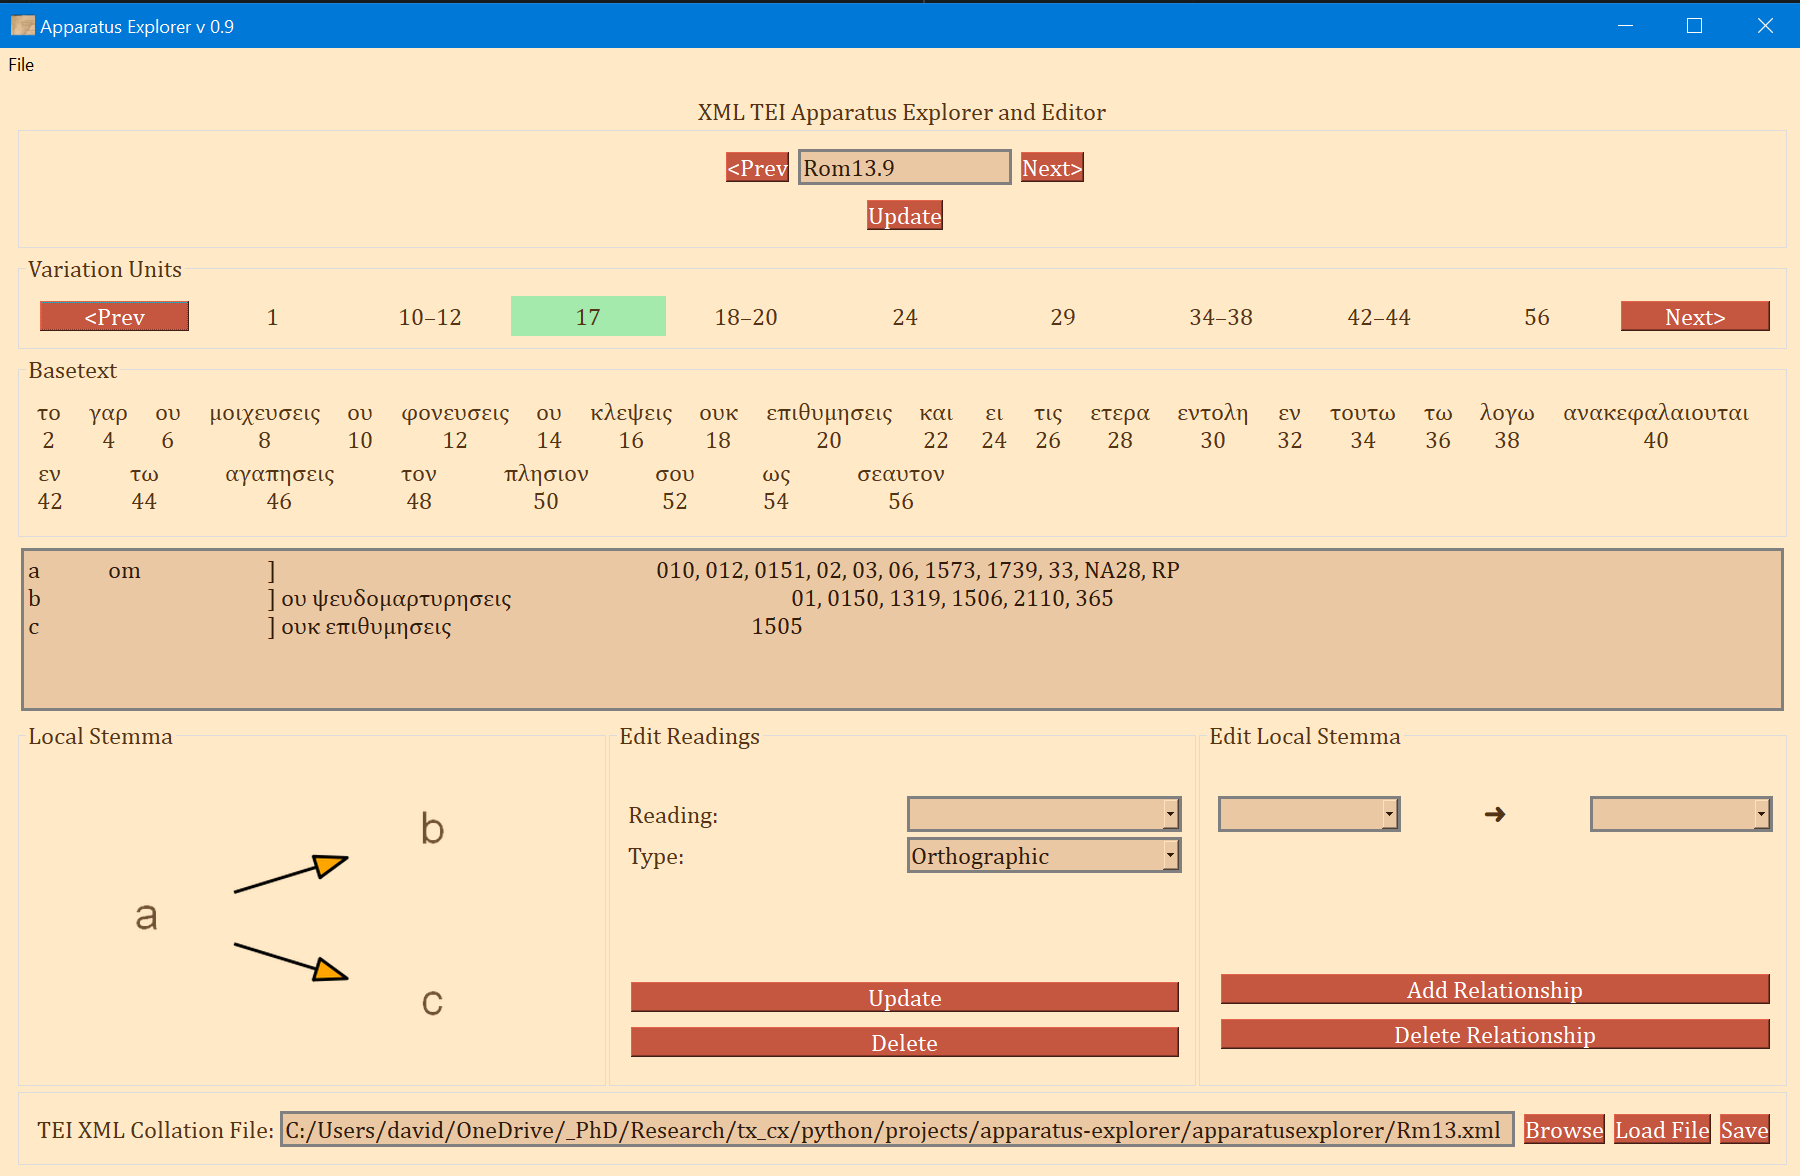 Apparatus Explorer v 0.9
File
XML TEI Apparatus Explorer and Editor
<Prev Rom13.9 Next>
Update
Variation Units
<Prev 1 10–12 17 18–20 24 29 34–38 42–44 56 Next>
Basetext
το γαρ ου μοιχευσεις ου φονευσεις ου κλεψεις ουκ επιθυμησεις και ει τις ετερα εντολη εν τουτω τω λογω ανακεφαλαιουται
2 4 6 8 10 12 14 16 18 20 22 24 26 28 30 32 34 36 38 40
εν τω αγαπησεις τον πλησιον σου ως σεαυτον
42 44 46 48 50 52 54 56
a om ] 010, 012, 0151, 02, 03, 06, 1573, 1739, 33, NA28, RP
b ] ου ψευδομαρτυρησεις 01, 0150, 1319, 1506, 2110, 365
c ] ουκ επιθυμησεις 1505
Local Stemma
a
b
c
Edit Readings
Reading:
Type: Orthographic
Update
Delete
Edit Local Stemma
➜
Add Relationship
Delete Relationship
TEI XML Collation File: C:/Users/david/OneDrive/_PhD/Research/tx_cx/python/projects/apparatus-explorer/apparatusexplorer/Rm13.xml Browse Load File Save